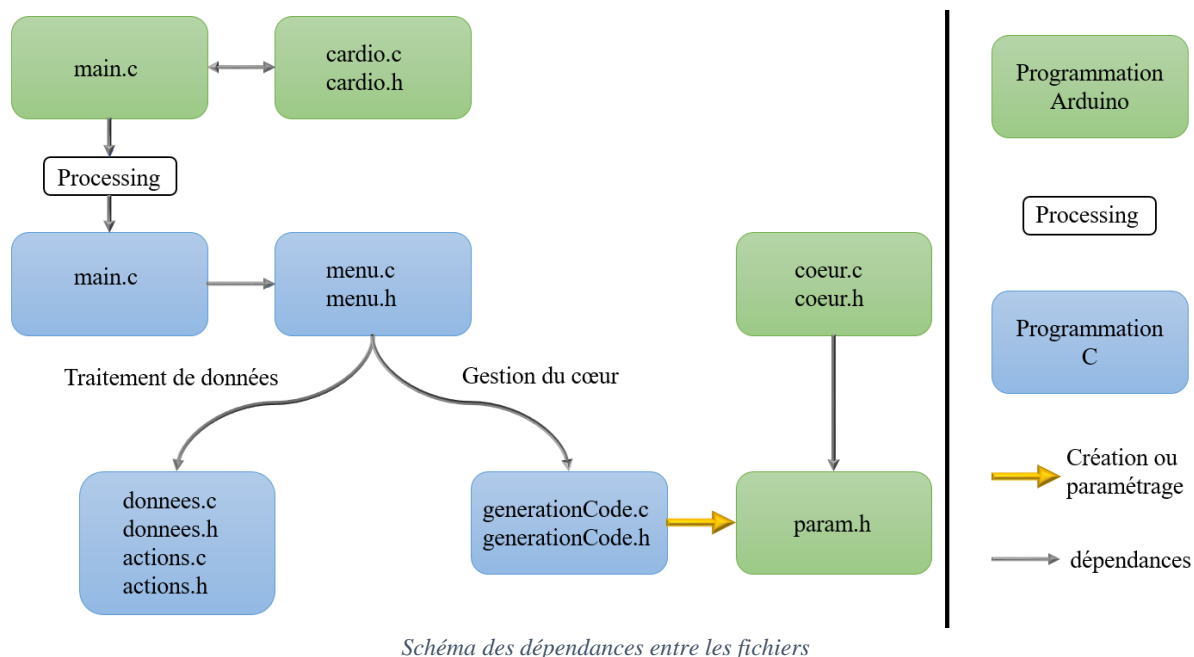 main.c
cardio.c
cardio.h
Processing
main.c
menu.c
menu.h
coeur.c
coeur.h
Traitement de données
Gestion du cœur
donnees.c
donnees.h
actions.c
actions.h
generationCode.c
generationCode.h
param.h
Programmation
Arduino
Processing
Programmation
C
Création ou
paramétrage
dépendances
Schéma des dépendances entre les fichiers